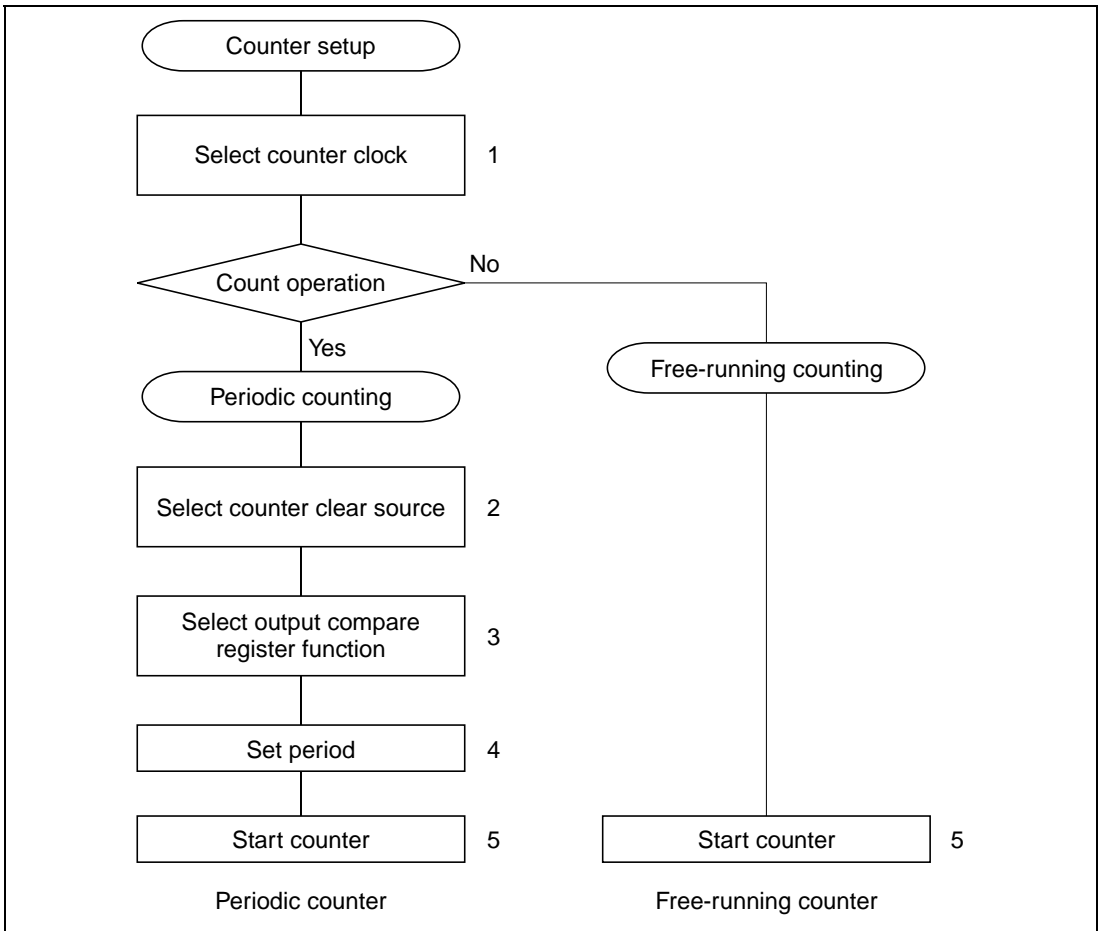 Counter setup
Select counter clock
1
Count operation
No
Yes
Free-running counting
Periodic counting
Select counter clear source
2
Select output compare
register function
3
Set period
4
Start counter
5
Start counter
5
Periodic counter
Free-running counter